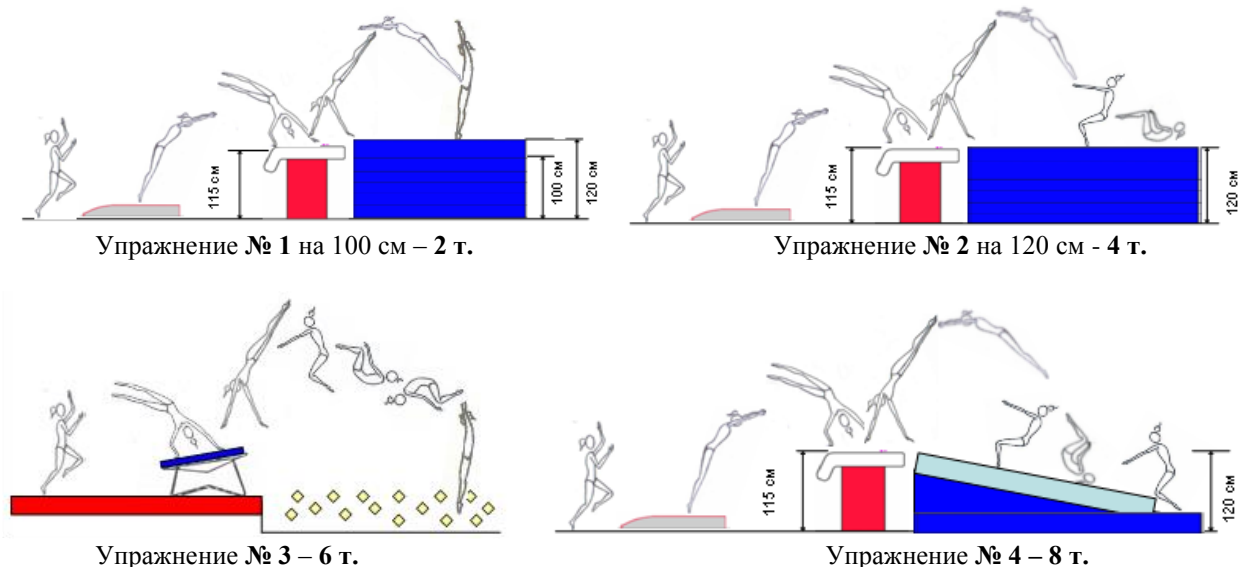 115 см
100 см
120 см
115 см
120 см
Упражнение № 1 на 100 см – 2 т.
Упражнение № 2 на 120 см - 4 т.
115 см
120 см
Упражнение № 3 – 6 т.
Упражнение № 4 – 8 т.